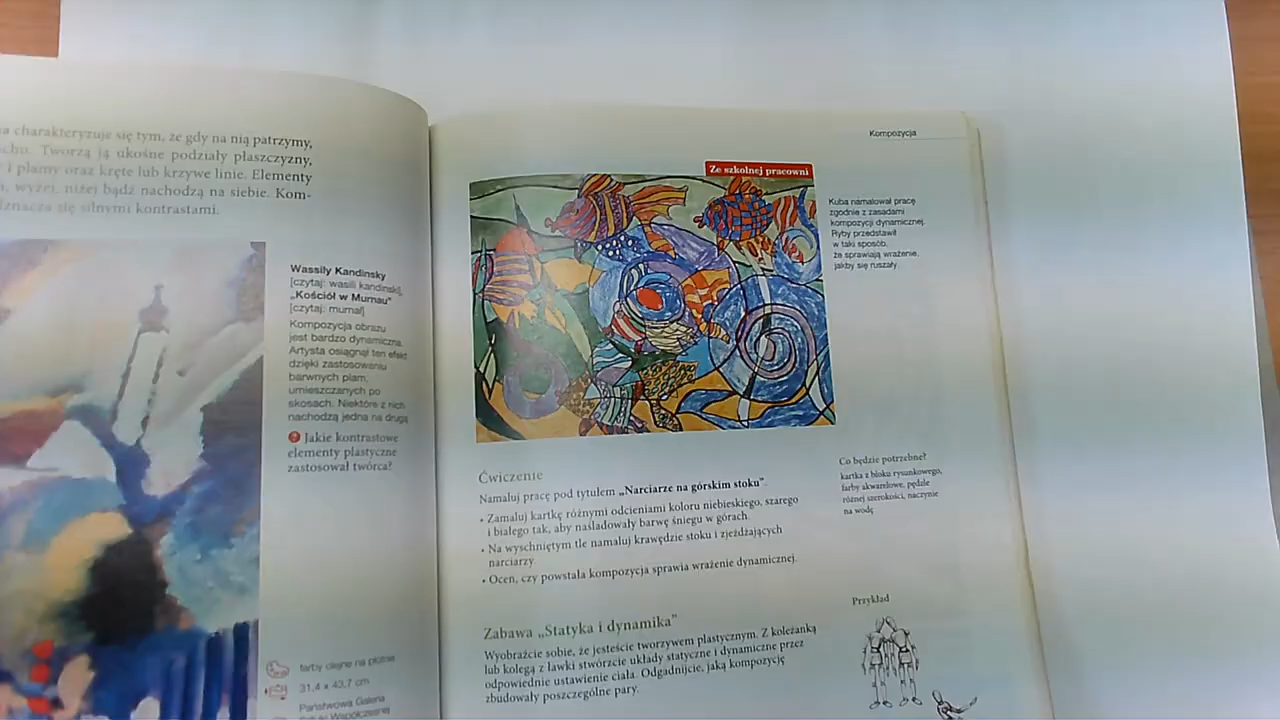 a charakteryzuje się tym, że gdy na nią patrzymy,
chu. Tworzą ją ukośne podziały płaszczyzny,
i plamy oraz kręte lub krzywe linie. Elementy
, wyżej, niżej bądź nachodzą na siebie. Kom-
znacza się silnymi kontrastami.
Wassily Kandinsky
[czytaj: wasili kandinski],
„Kościół w Murnau”
[czytaj: murnał]
Kompozycja obrazu
jest bardzo dynamiczna.
Artysta osiągnął ten efekt
dzięki zastosowaniu
barwnych plam,
umieszczanych po
skosach. Niektóre z nich
nachodzą jedna na drugą
Jakie kontrastowe
elementy plastyczne
zastosował twórca?
farby olejne na płótnie
31,4 x 43,7 cm
Państwowa Galeria
Sztuki Współczesnej
Kompozycja
Ze szkolnej pracowni
Kuba namalował pracę
zgodnie z zasadami
kompozycji dynamicznej.
Ryby przedstawił
w taki sposób,
że sprawiają wrażenie,
jakby się ruszały.
Ćwiczenie
Namaluj pracę pod tytułem „Narciarze na górskim stoku”.
• Zamaluj kartkę różnymi odcieniami koloru niebieskiego, szarego
i białego tak, aby naśladowały barwę śniegu w górach.
• Na wyschniętym tle namaluj krawędzie stoku i zjeżdżających
narciarzy.
• Oceń, czy powstała kompozycja sprawia wrażenie dynamicznej.
Co będzie potrzebne?
kartka z bloku rysunkowego,
farby akwarelowe, pędzle
różnej szerokości, naczynie
na wodę
Zabawa „Statyka i dynamika”
Wyobraźcie sobie, że jesteście tworzywem plastycznym. Z koleżanką
lub kolegą z ławki stwórzcie układy statyczne i dynamiczne przez
odpowiednie ustawienie ciała. Odgadnijcie, jaką kompozycję
zbudowały poszczególne pary.
Przykład